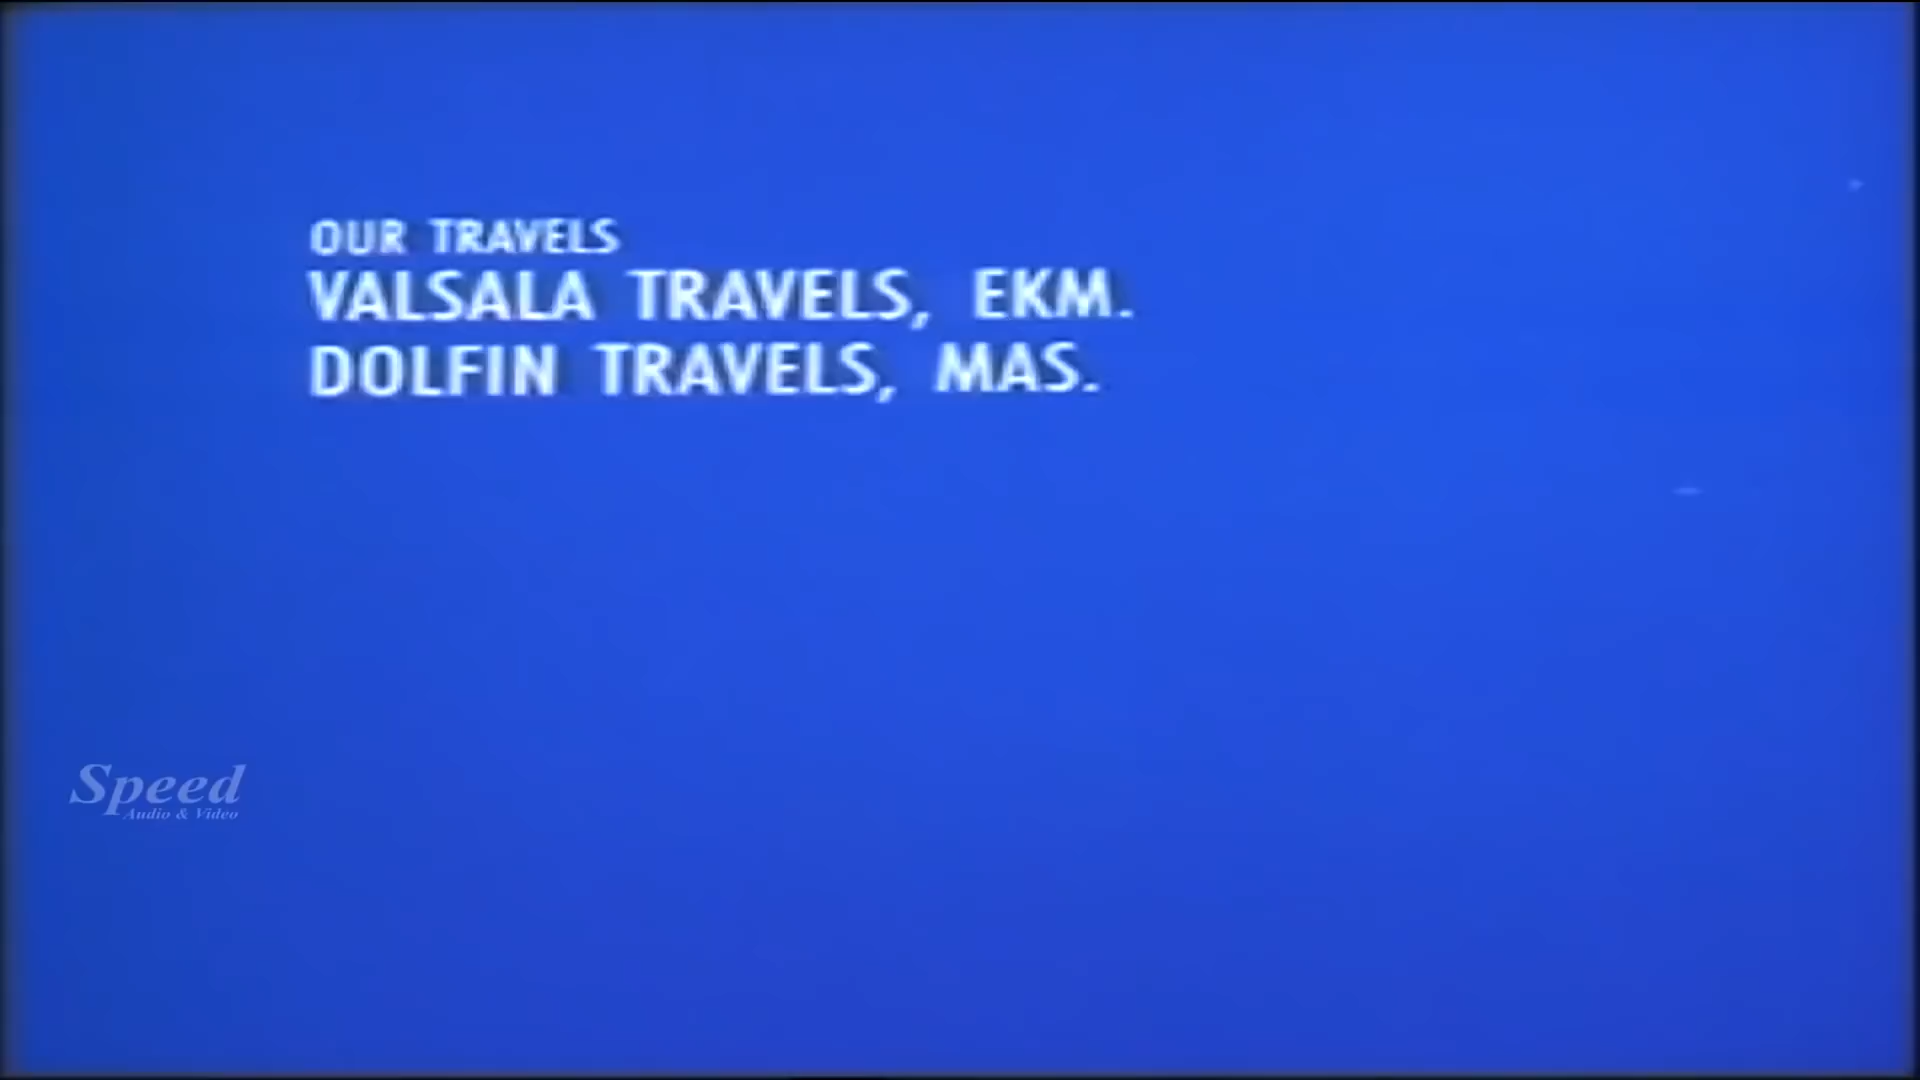 OUR TRAVELS
VALSALA TRAVELS, EKM.
DOLFIN TRAVELS, MAS.
Speed
Audio & Video